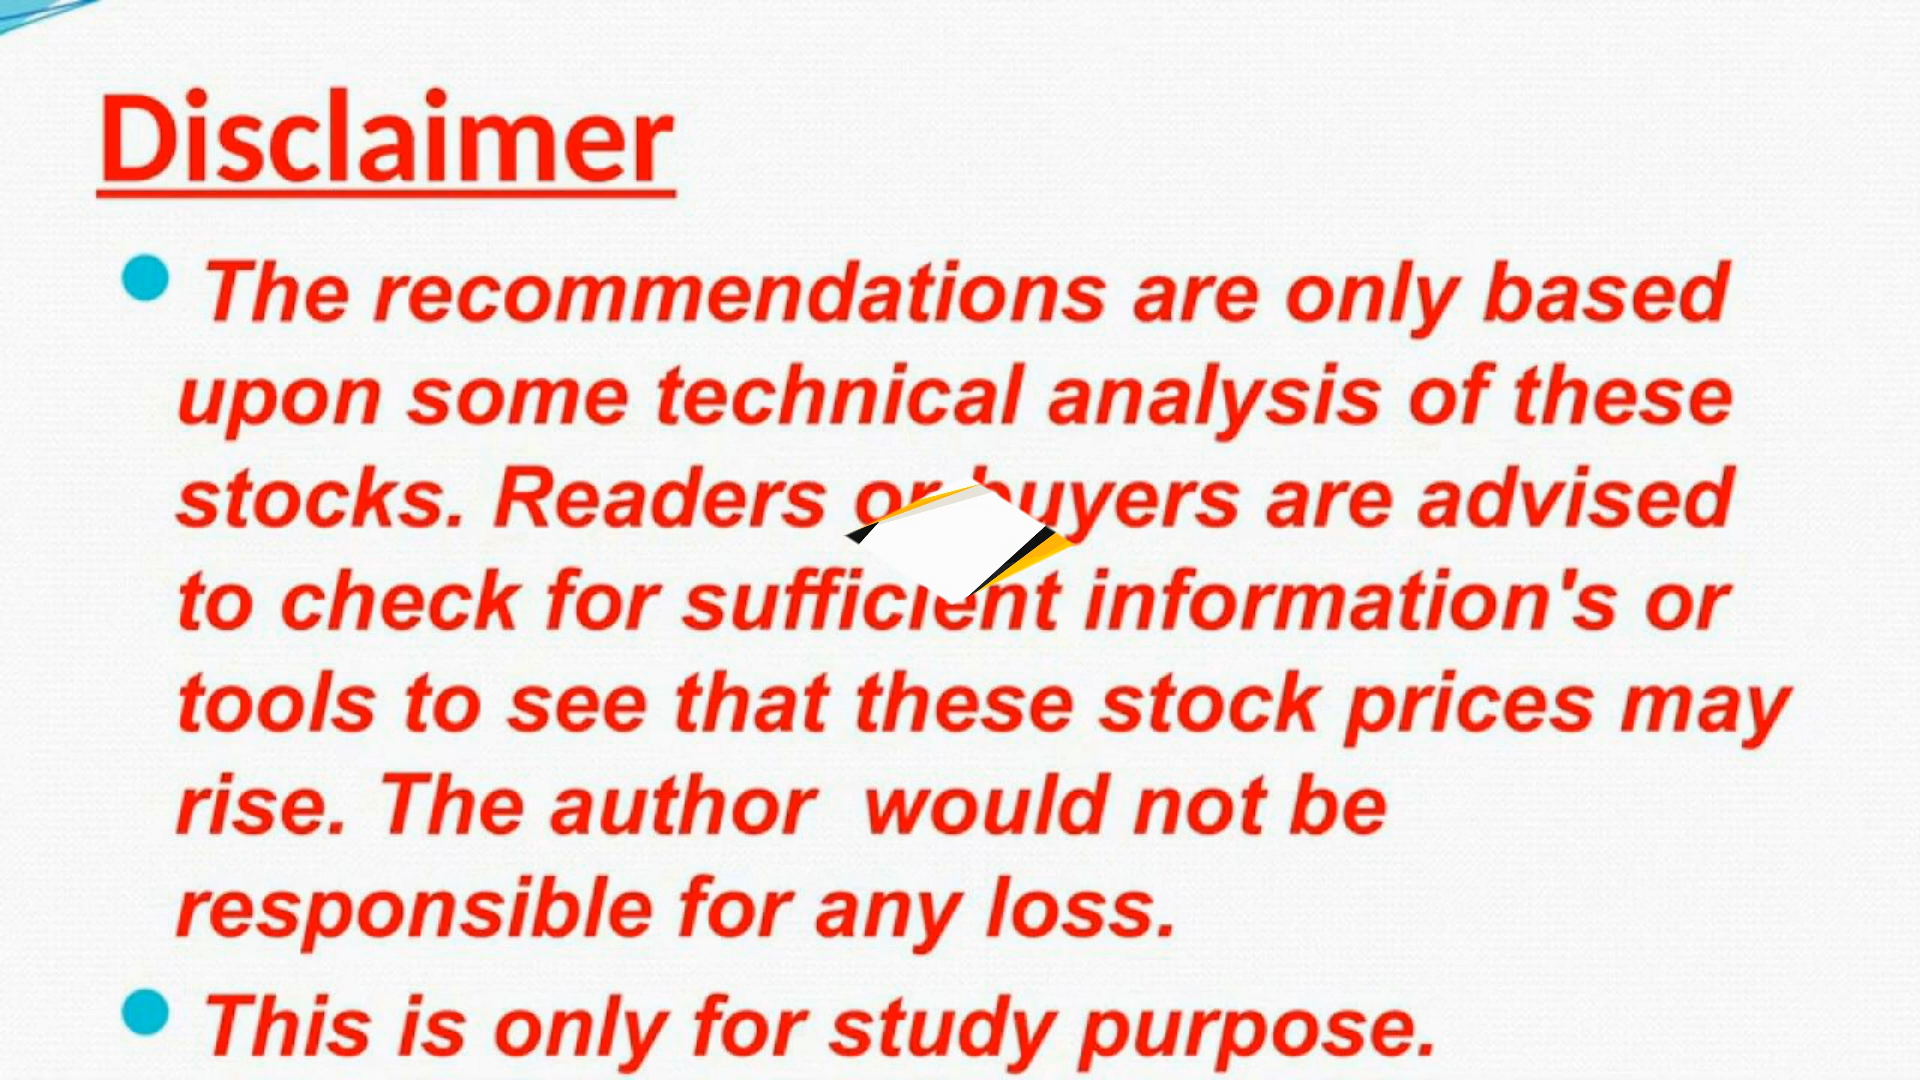 Disclaimer
The recommendations are only based
upon some technical analysis of these
stocks. Readers or buyers are advised
to check for sufficient information's or
tools to see that these stock prices may
rise. The author  would not be
responsible for any loss.
This is only for study purpose.